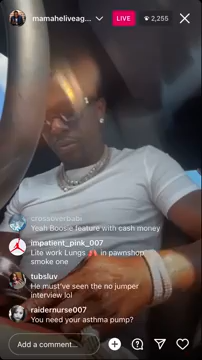 mamaheliveag...
LIVE
2,255
crossliverbabi
Yeah Boosie feature with cash money
impatient_pink_007
Lite work Lungs 🫁 in pawnshop
smoke one
tubsluv
He must've seen the no jumper
interview lol
raidernurse007
You need your asthma pump?
Add a comment...